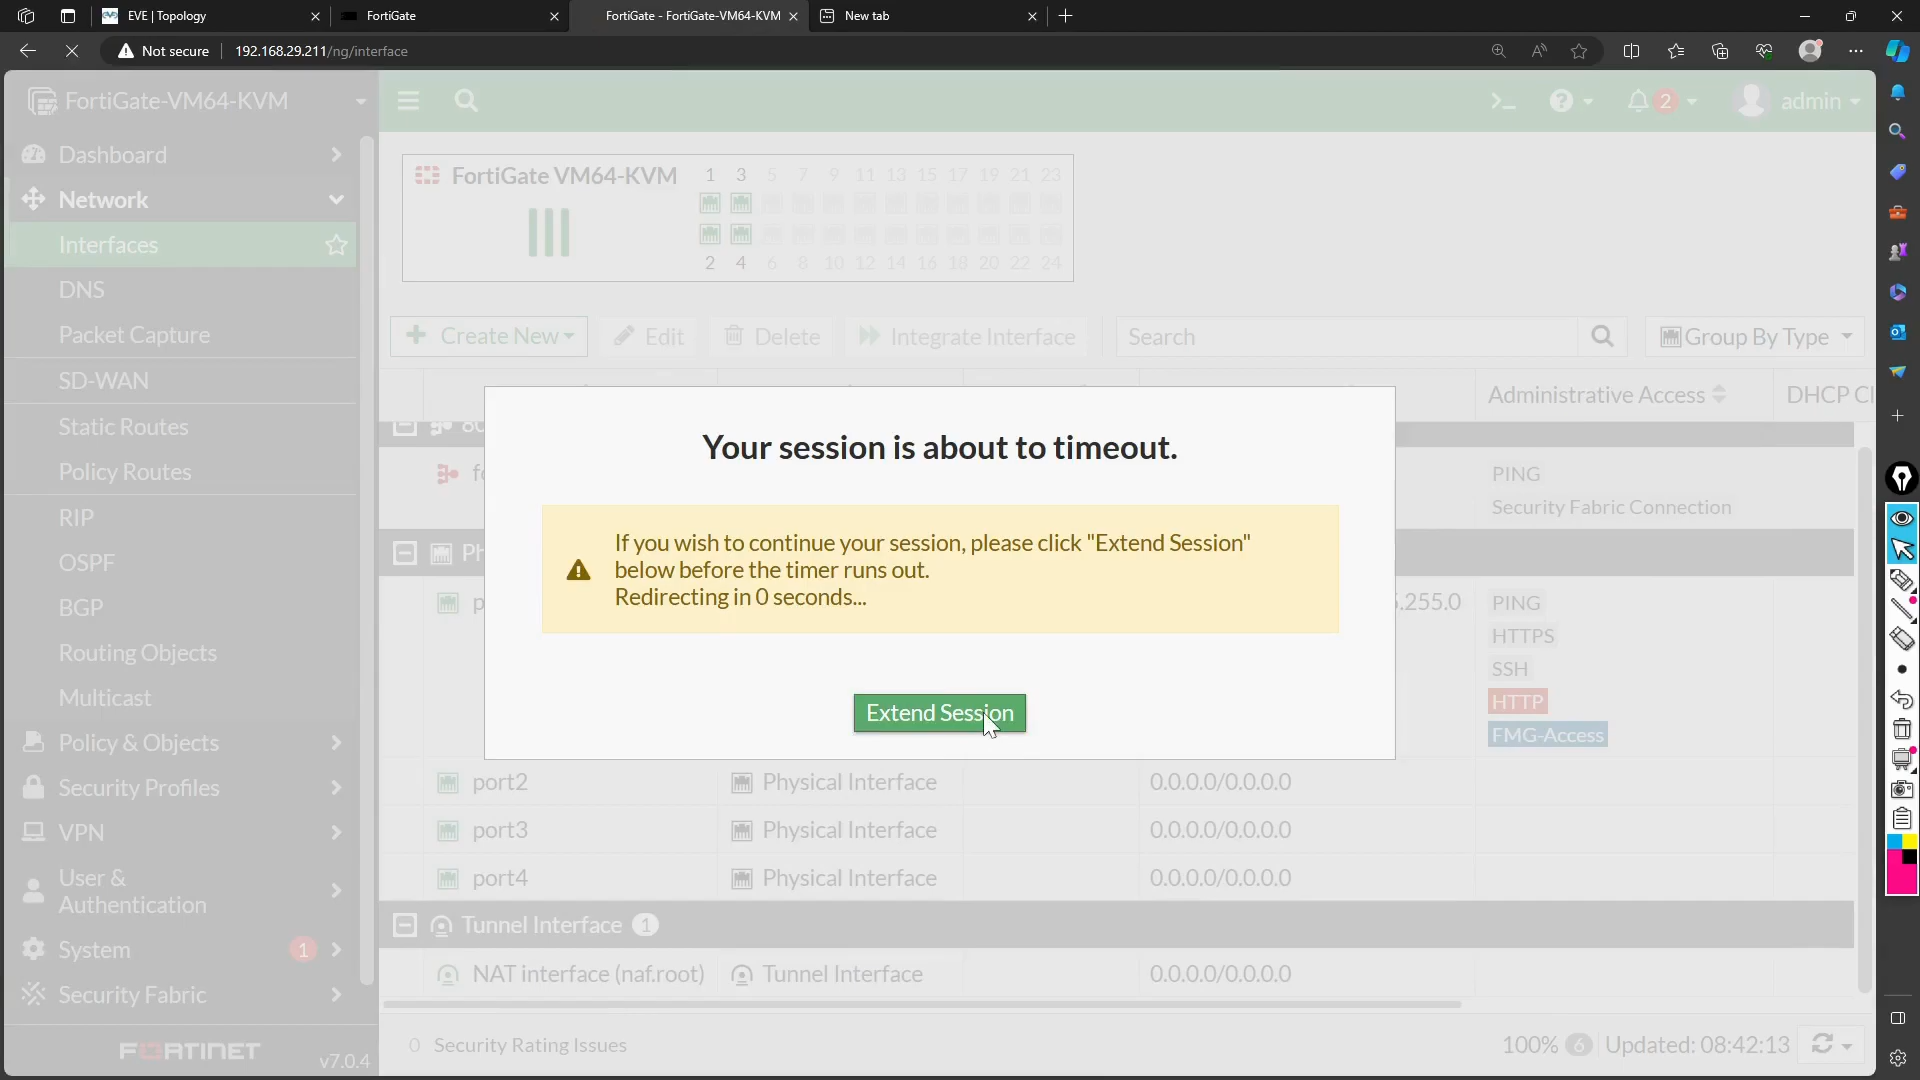 EVE | Topology
FortiGate
FortiGate - FortiGate-VM64-KVM
New tab
Not secure
192.168.29.211/ng/interface
FortiGate-VM64-KVM
2
admin
Dashboard
Network
Interfaces
DNS
Packet Capture
SD-WAN
Static Routes
Policy Routes
RIP
OSPF
BGP
Routing Objects
Multicast
Policy & Objects
Security Profiles
VPN
User &
Authentication
System 1
Security Fabric
FORTINET v7.0.4
FortiGate VM64-KVM
1 3 5 7 9 11 13 15 17 19 21 23
2 4 6 8 10 12 14 16 18 20 22 24
Create New
Edit
Delete
Integrate Interface
Search
Group By Type
Administrative Access
DHCP Cl
PING
Security Fabric Connection
Your session is about to timeout.
If you wish to continue your session, please click "Extend Session"
below before the timer runs out.
Redirecting in 0 seconds...
Extend Session
.255.0
PING
HTTPS
SSH
HTTP
FMG-Access
port2 Physical Interface 0.0.0.0/0.0.0.0
port3 Physical Interface 0.0.0.0/0.0.0.0
port4 Physical Interface 0.0.0.0/0.0.0.0
Tunnel Interface 1
NAT interface (naf.root) Tunnel Interface 0.0.0.0/0.0.0.0
0 Security Rating Issues
100% 6 Updated: 08:42:13